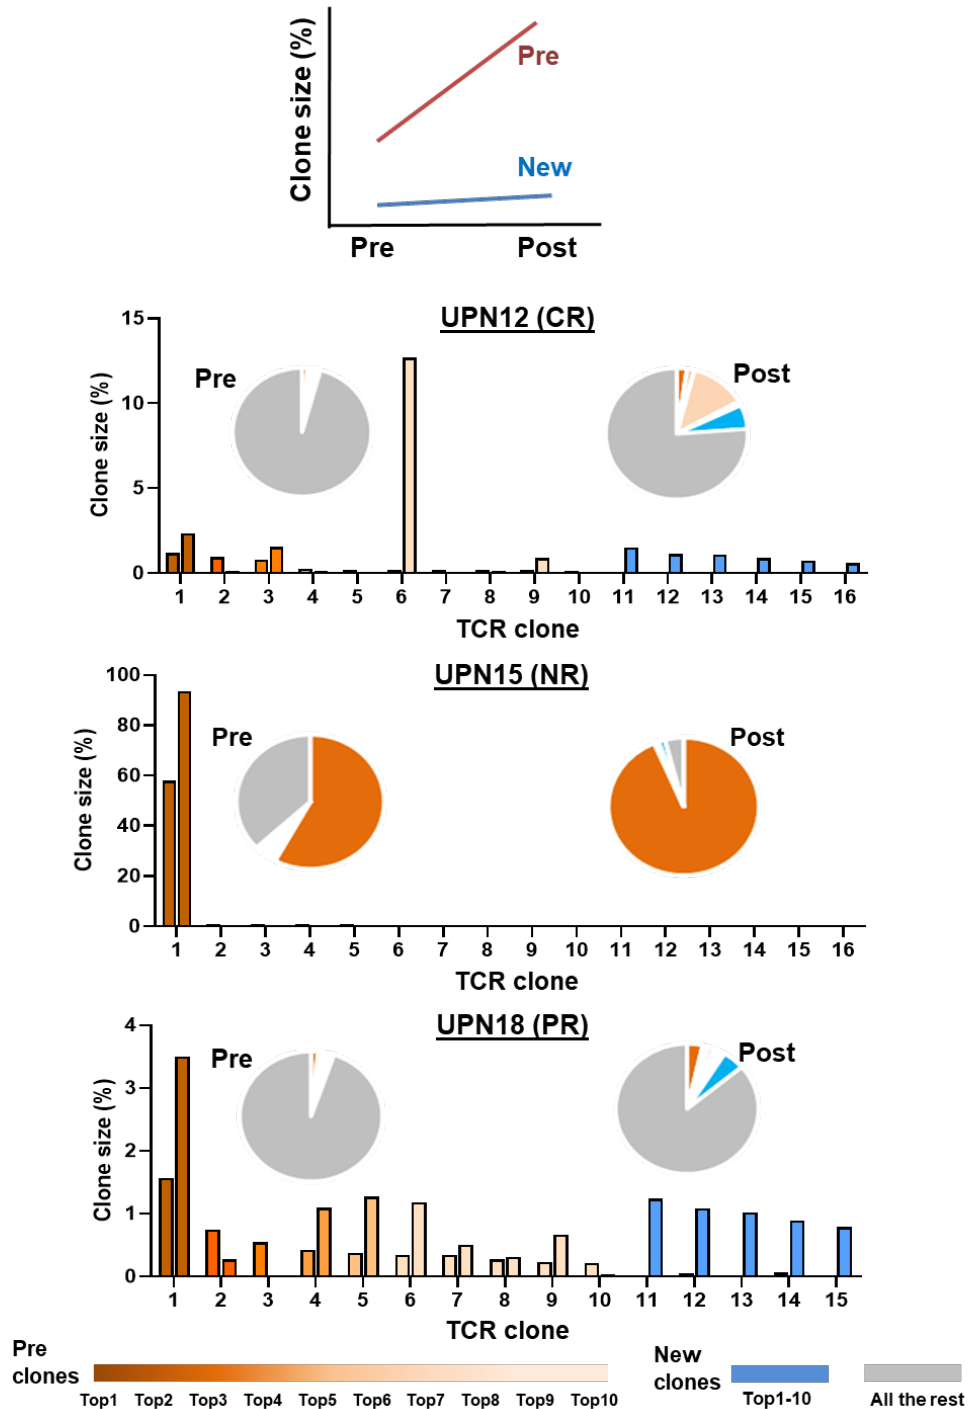 Clone size (%)
Pre
New
Pre Post
UPN12 (CR)
Pre
Post
Clone size (%)
15
10
5
0
1 2 3 4 5 6 7 8 9 10 11 12 13 14 15 16
TCR clone
UPN15 (NR)
Pre
Post
Clone size (%)
100
80
60
40
20
0
1 2 3 4 5 6 7 8 9 10 11 12 13 14 15 16
TCR clone
UPN18 (PR)
Pre
Post
Clone size (%)
4
3
2
1
0
1 2 3 4 5 6 7 8 9 10 11 12 13 14 15
TCR clone
Pre
clones
Top1 Top2 Top3 Top4 Top5 Top6 Top7 Top8 Top9 Top10
New
clones
Top1-10
All the rest